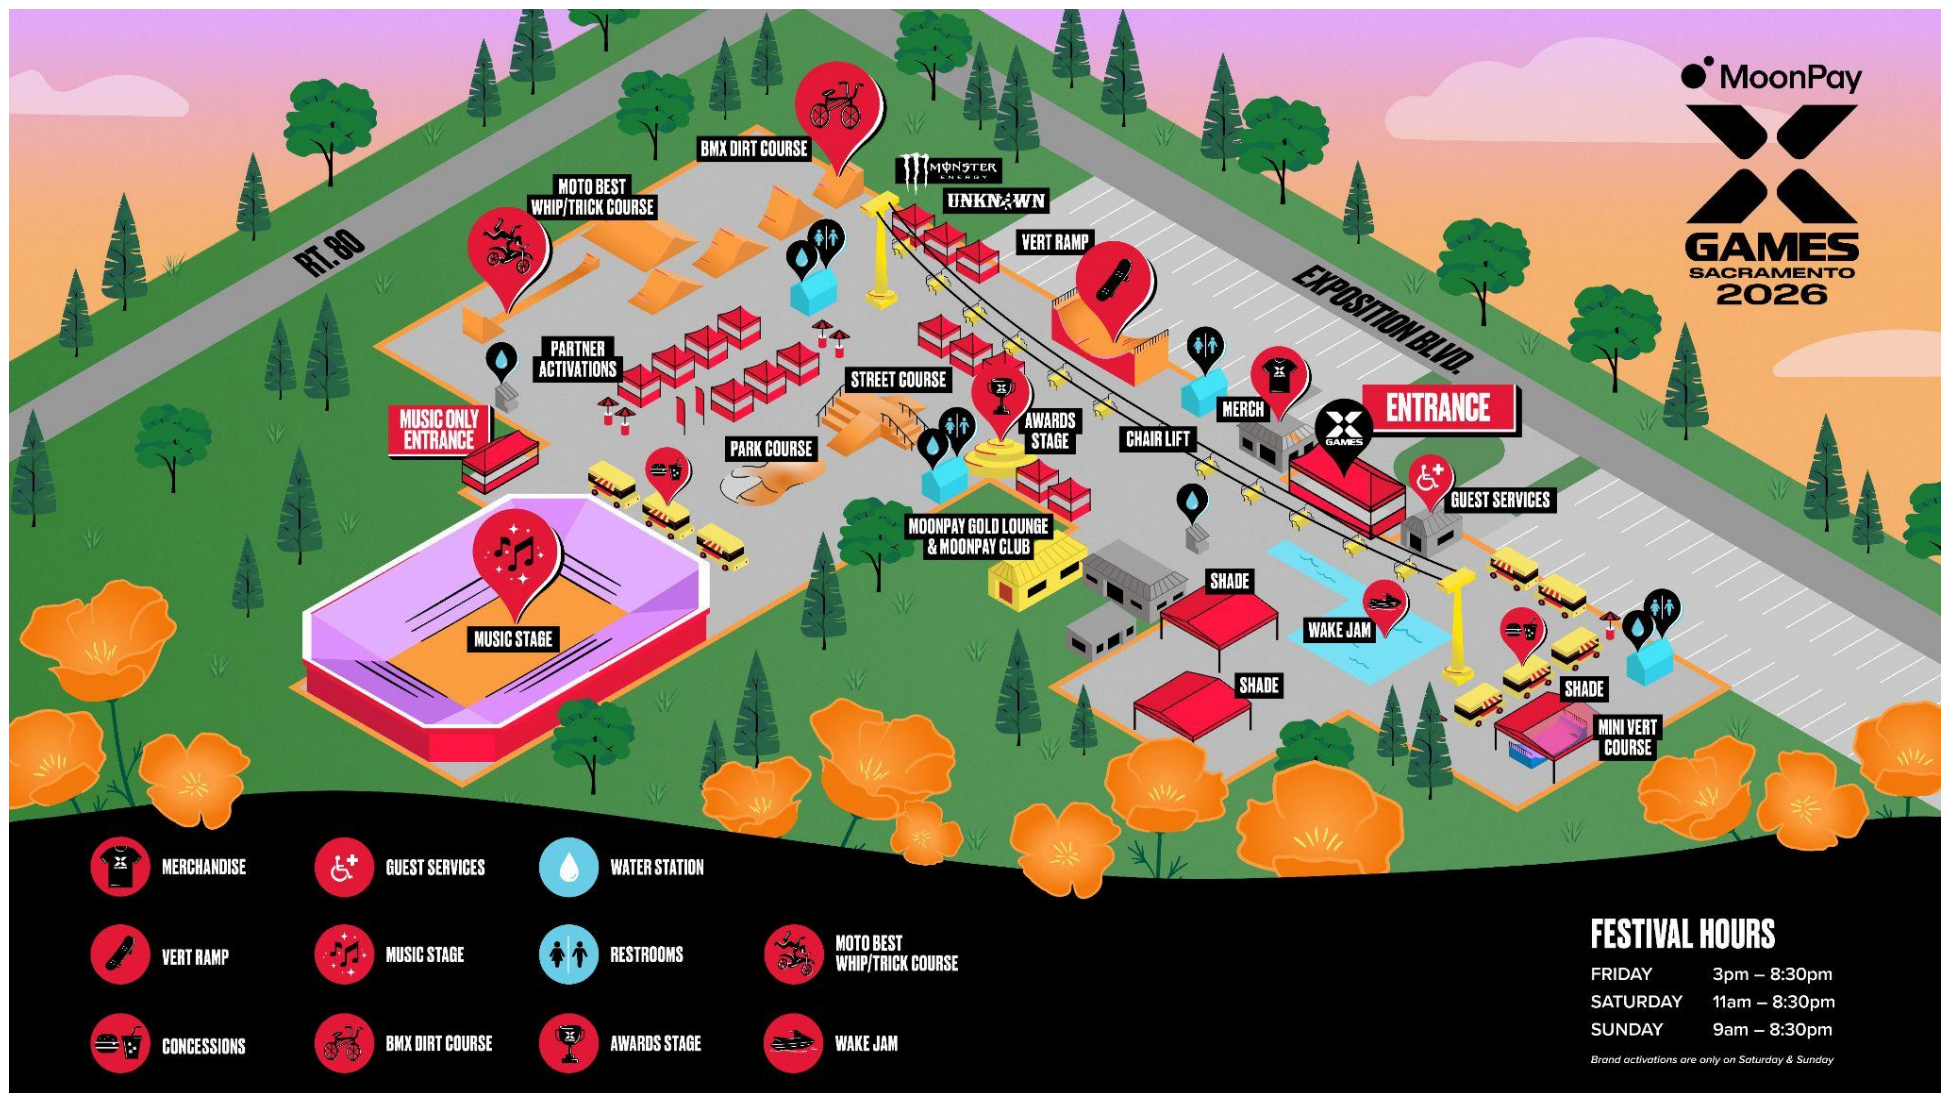 MoonPay
X
GAMES
SACRAMENTO
2026
BMX DIRT COURSE
MONSTER
ENERGY
UNKNOWN
MOTO BEST
WHIP/TRICK COURSE
RT. 80
VERT RAMP
EXPOSITION BLVD.
PARTNER
ACTIVATIONS
STREET COURSE
MERCH
ENTRANCE
X
GAMES
MUSIC ONLY
ENTRANCE
AWARDS
STAGE
CHAIR LIFT
PARK COURSE
GUEST SERVICES
MOONPAY GOLD LOUNGE
& MOONPAY CLUB
SHADE
WAKE JAM
MUSIC STAGE
SHADE
SHADE
MINI VERT
COURSE
MERCHANDISE
GUEST SERVICES
WATER STATION
VERT RAMP
MUSIC STAGE
RESTROOMS
MOTO BEST
WHIP/TRICK COURSE
CONCESSIONS
BMX DIRT COURSE
AWARDS STAGE
WAKE JAM
FESTIVAL HOURS
FRIDAY 3pm – 8:30pm
SATURDAY 11am – 8:30pm
SUNDAY 9am – 8:30pm
Brand activations are only on Saturday & Sunday